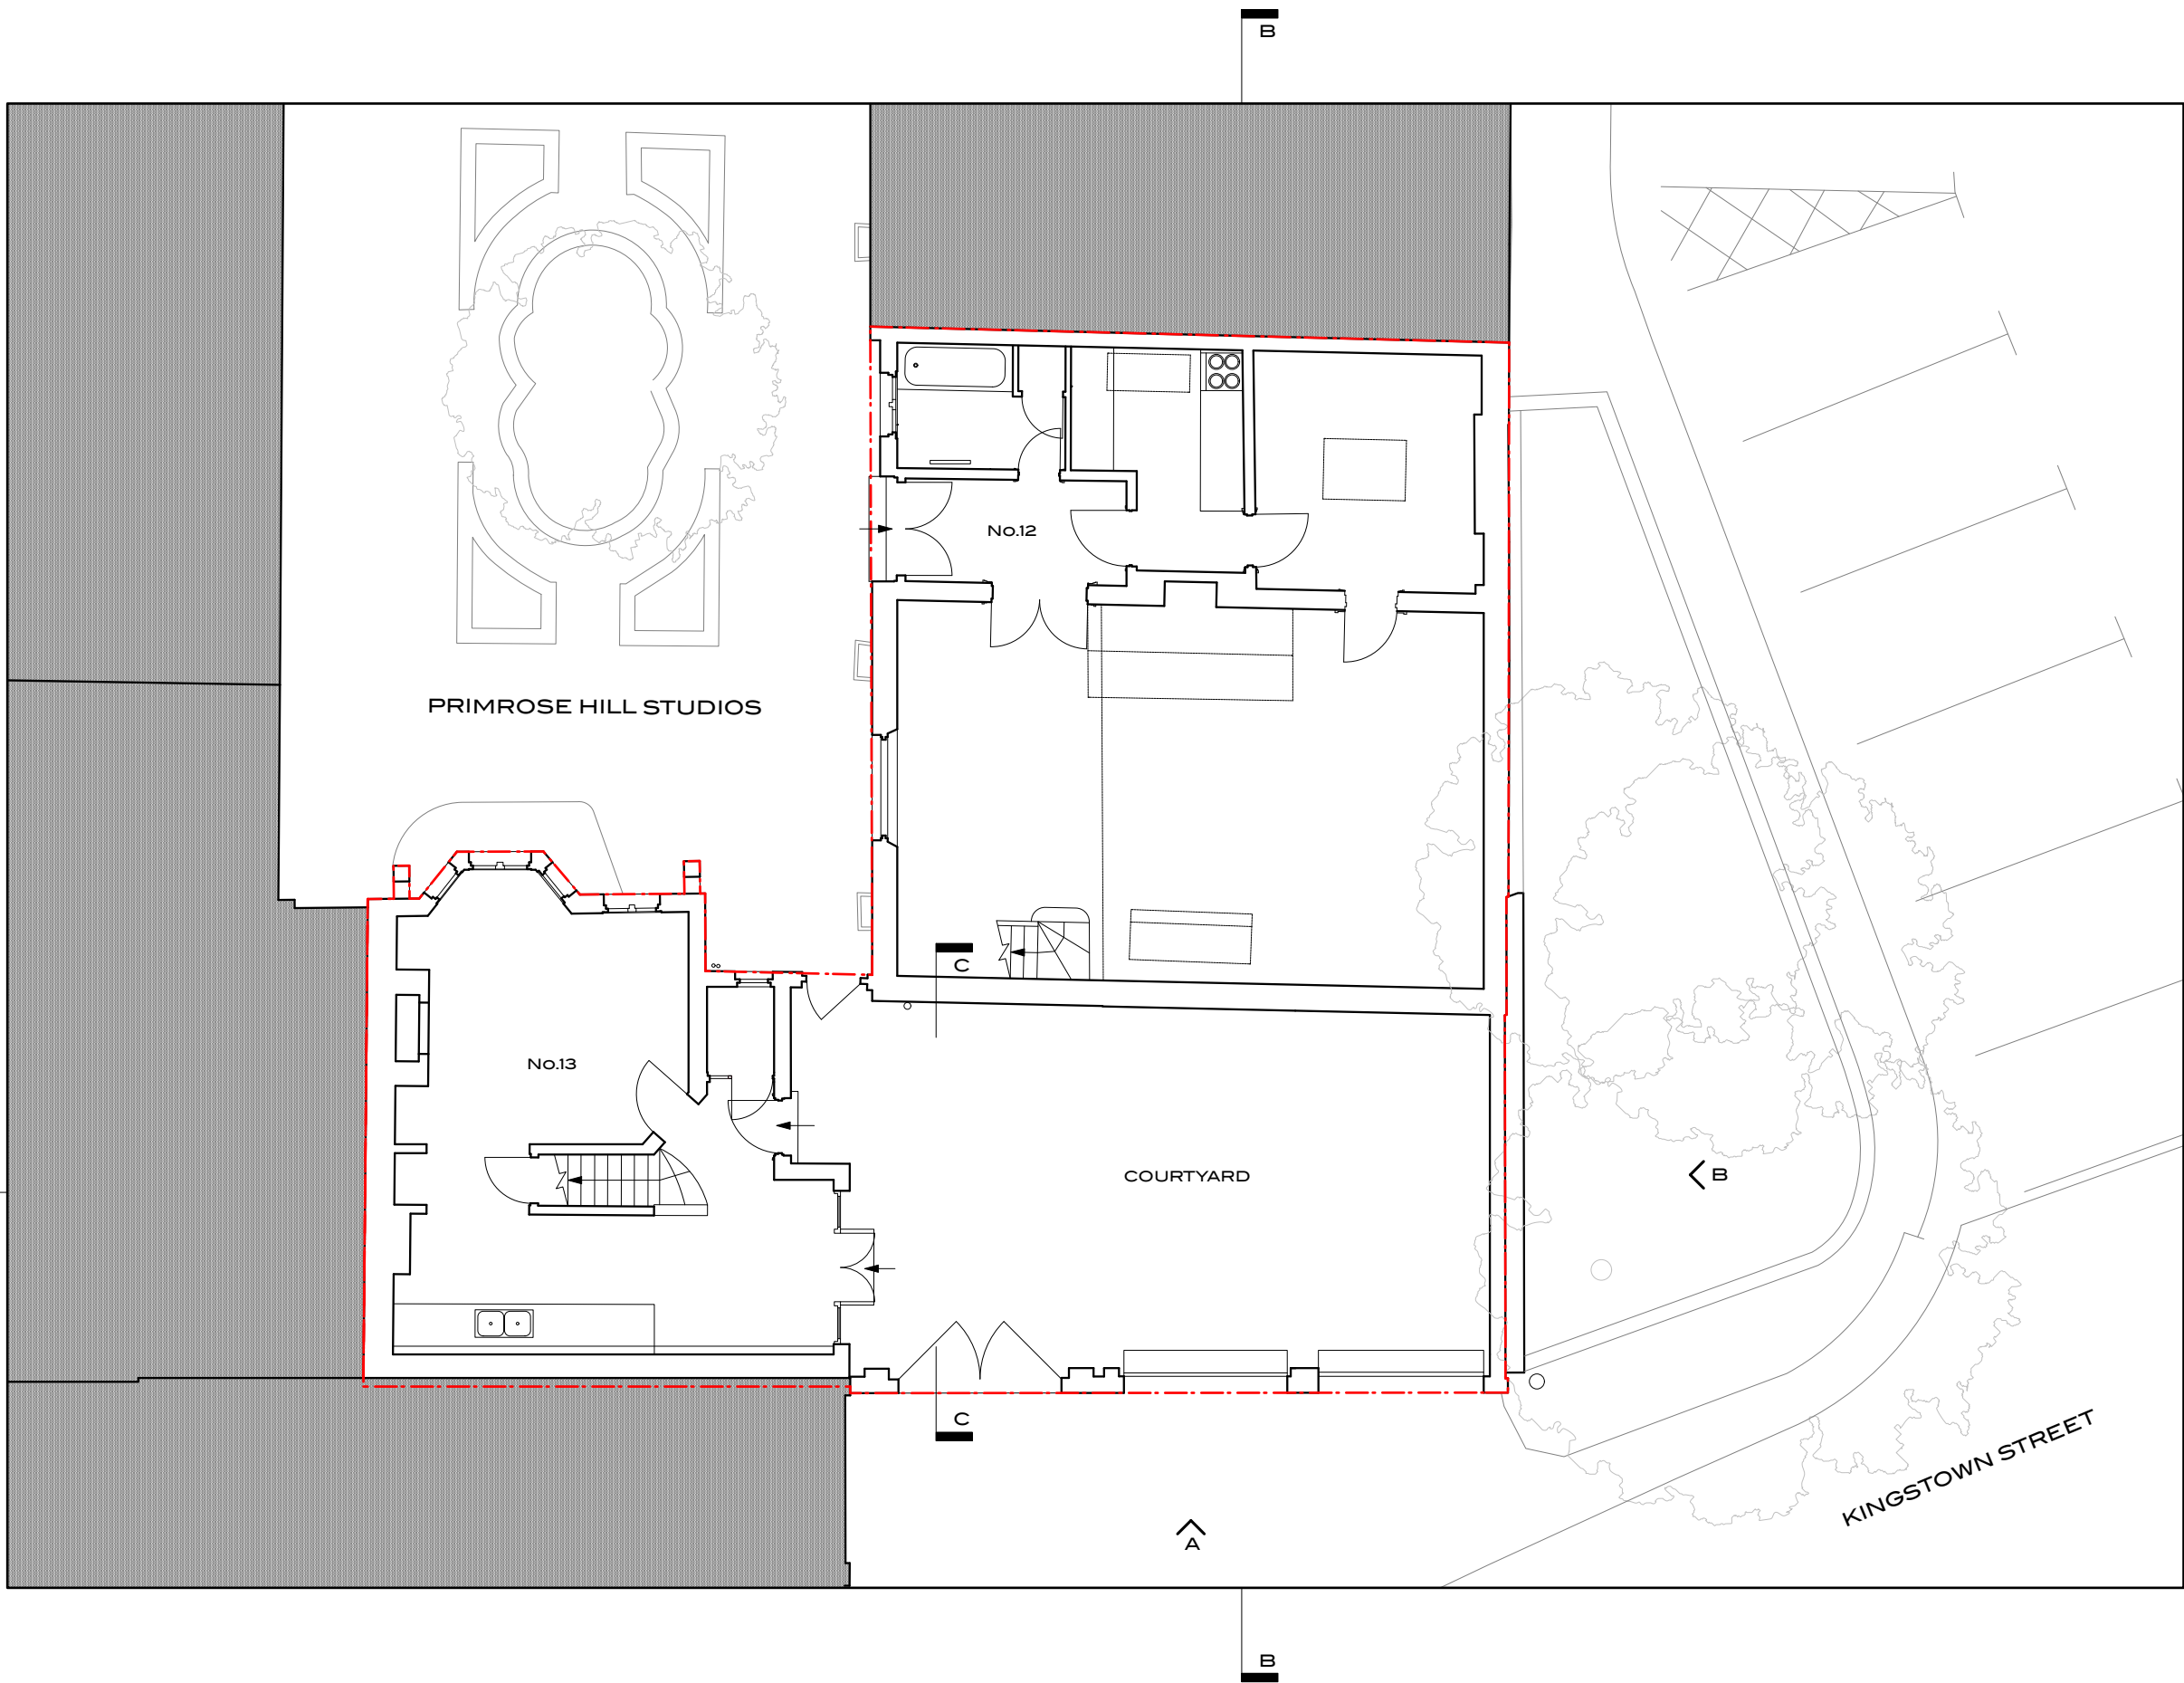 B
No.12
PRIMROSE HILL STUDIOS
C
No.13
COURTYARD
B
C
KINGSTOWN STREET
A
B